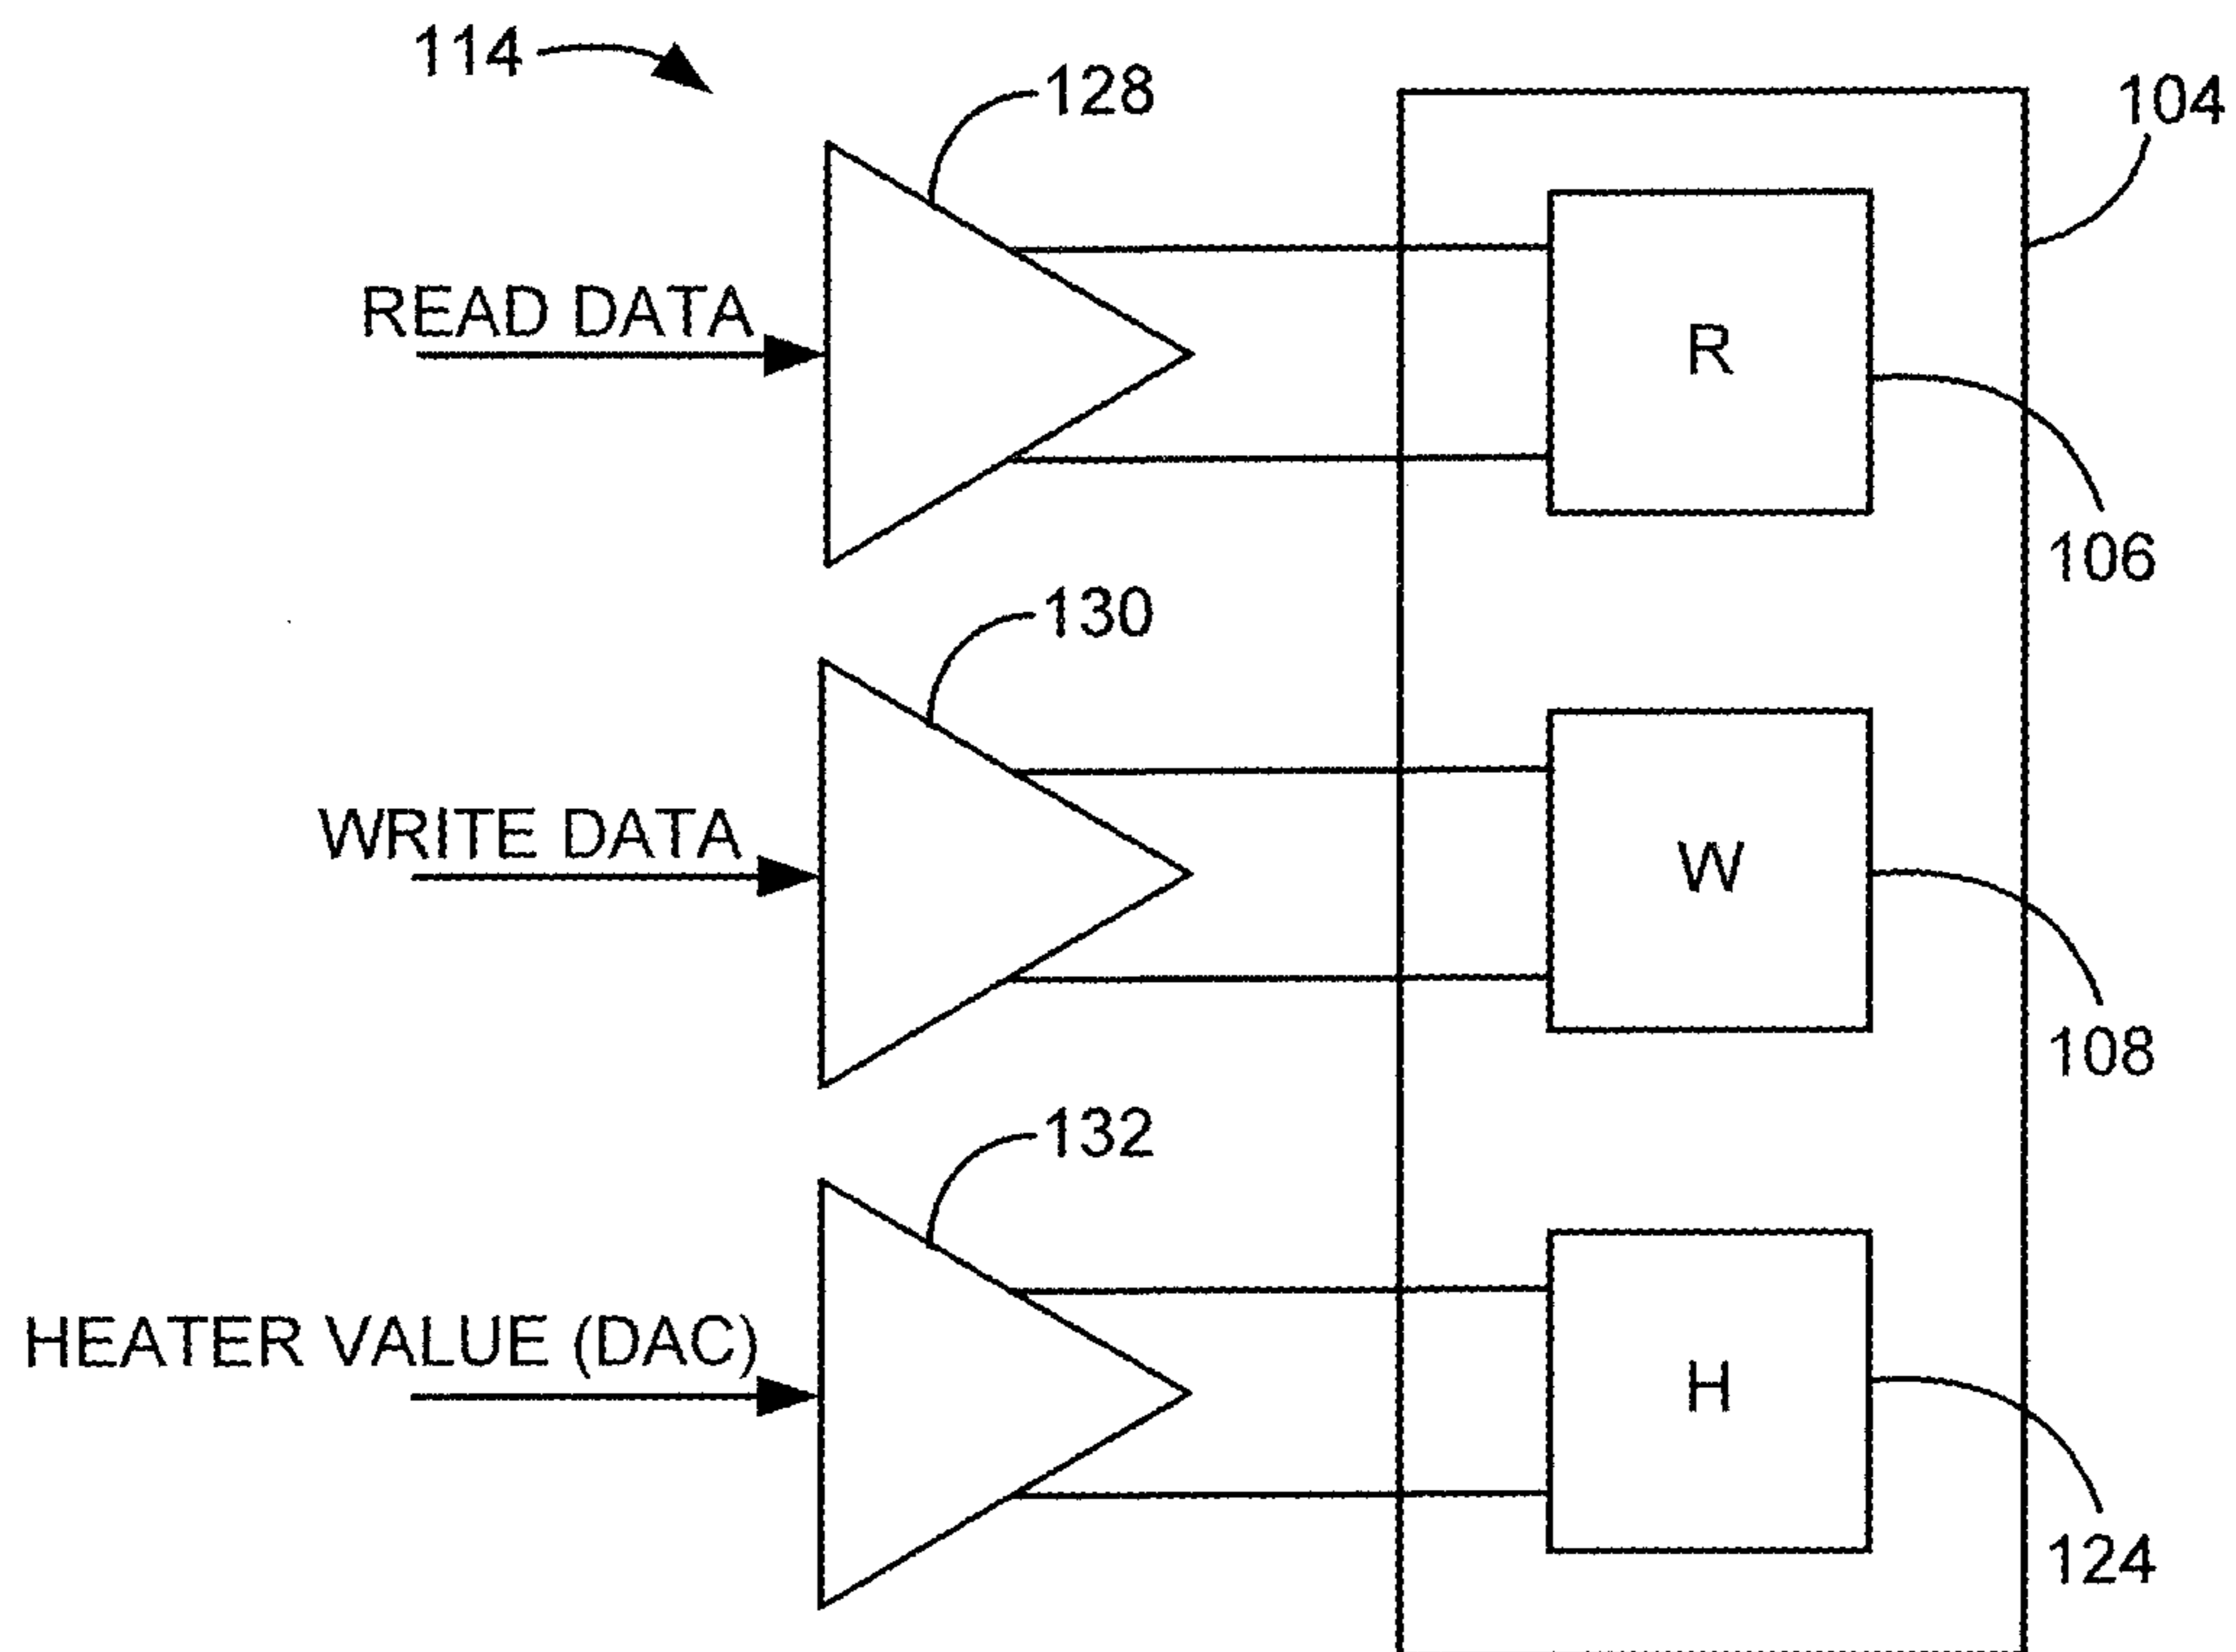 114
128
104
READ DATA
R
106
130
WRITE DATA
W
108
132
HEATER VALUE (DAC)
H
124